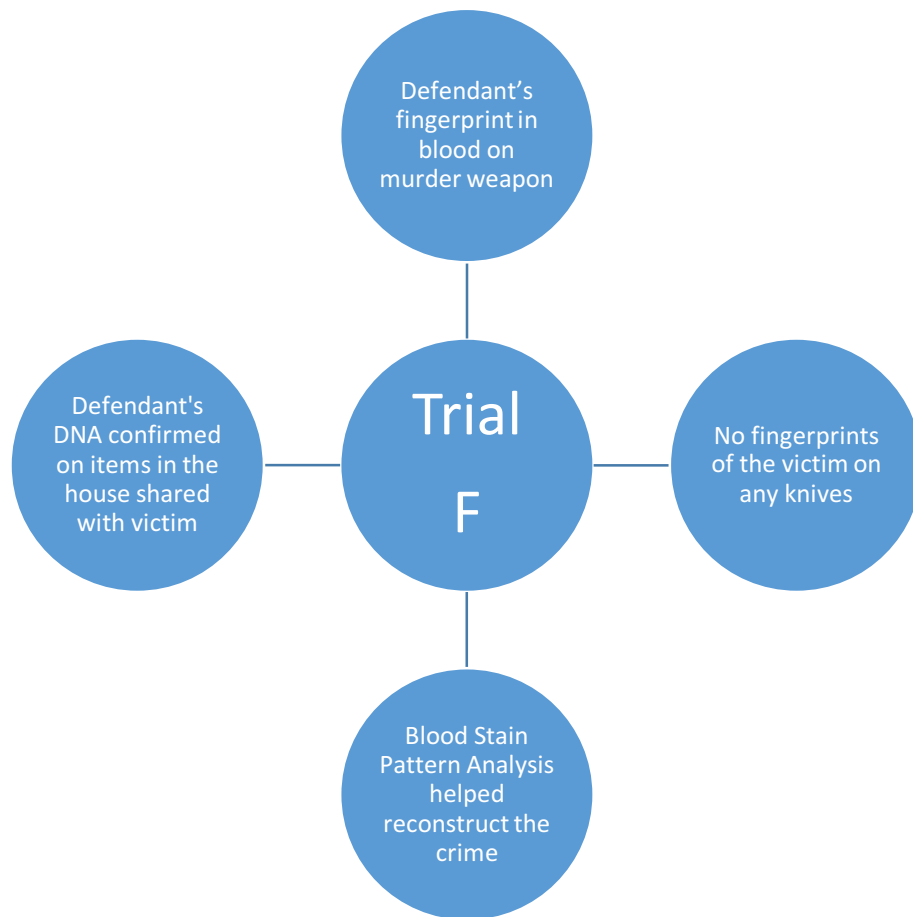 Defendant’s
fingerprint in
blood on
murder weapon
Defendant's
DNA confirmed
on items in the
house shared
with victim
Trial
F
No fingerprints
of the victim on
any knives
Blood Stain
Pattern Analysis
helped
reconstruct the
crime